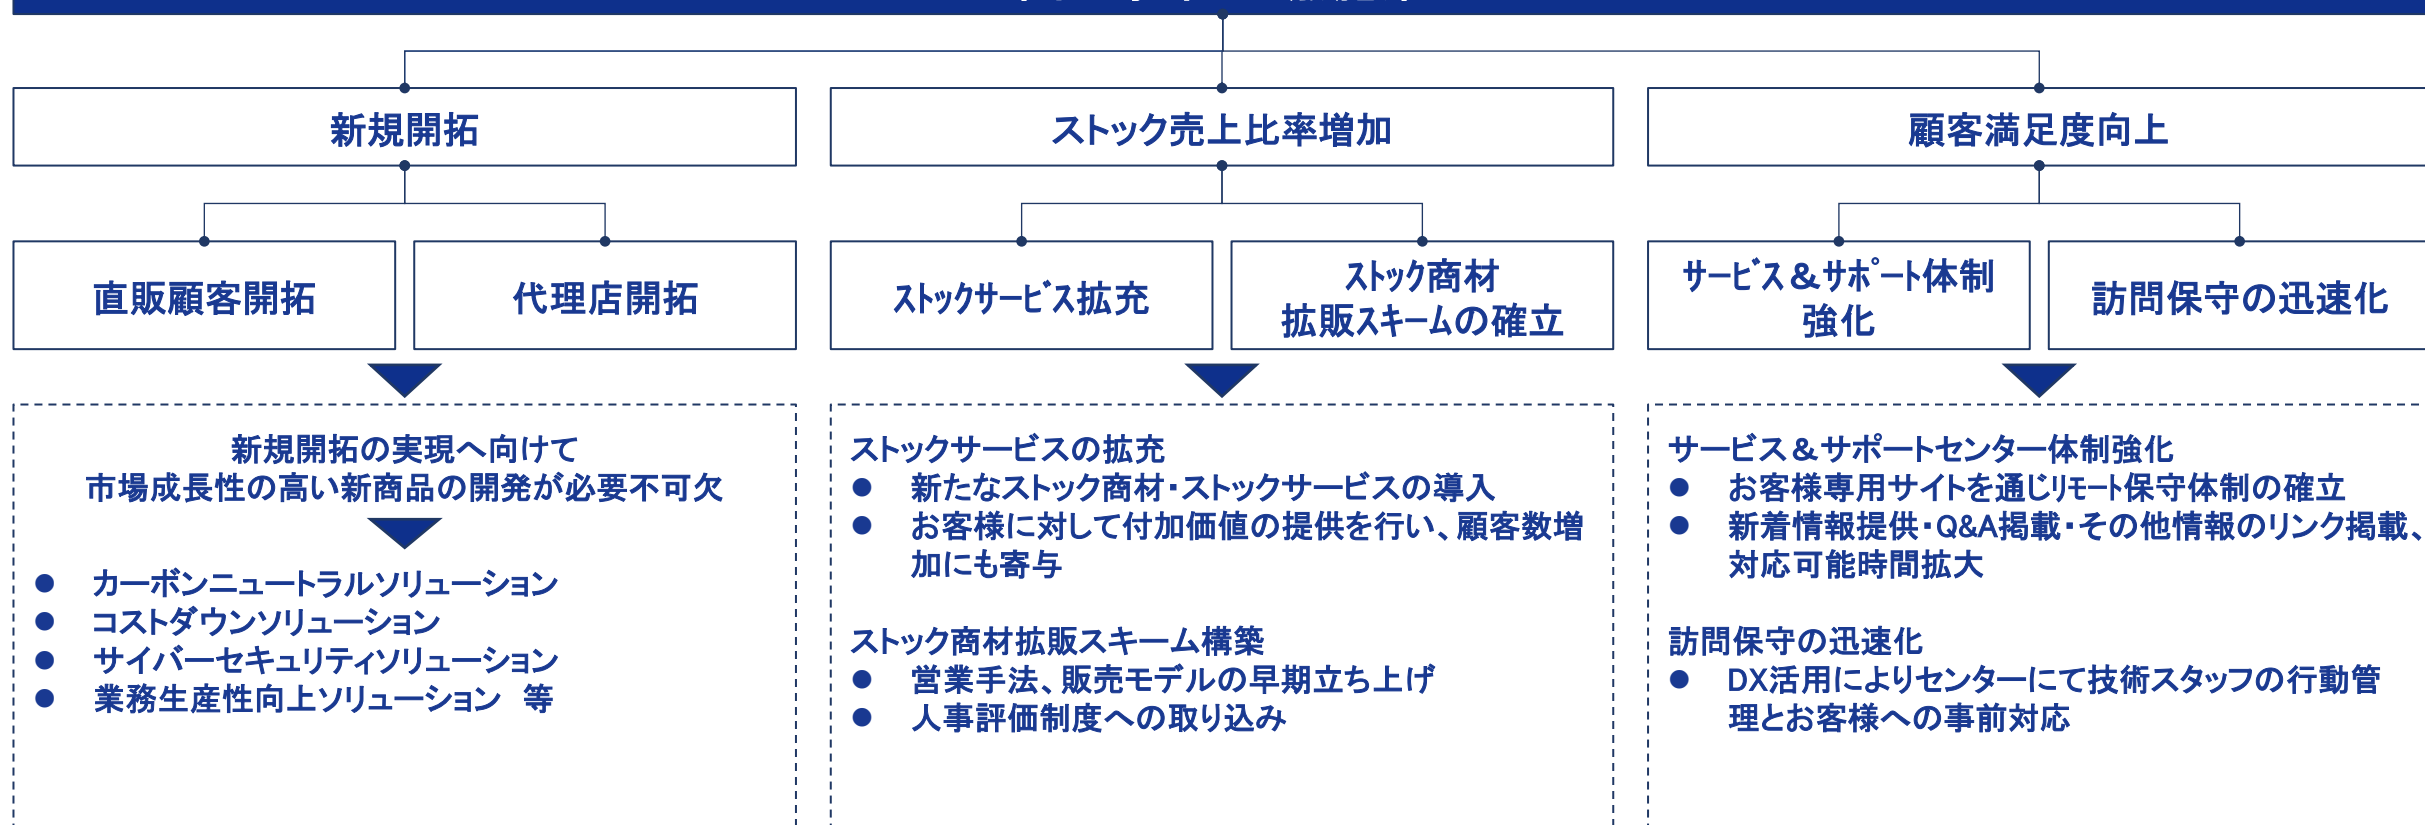 新規開拓
ストック売上比率増加
顧客満足度向上
直販顧客開拓
代理店開拓
ストックサービス拡充
ストック商材
拡販スキームの確立
サービス&サポート体制
強化
訪問保守の迅速化
新規開拓の実現へ向けて
市場成長性の高い新商品の開発が必要不可欠
● カーボンニュートラルソリューション
● コストダウンソリューション
● サイバーセキュリティソリューション
● 業務生産性向上ソリューション 等
ストックサービスの拡充
● 新たなストック商材・ストックサービスの導入
● お客様に対して付加価値の提供を行い、顧客数増
加にも寄与
ストック商材拡販スキーム構築
● 営業手法、販売モデルの早期立ち上げ
● 人事評価制度への取り込み
サービス&サポートセンター体制強化
● お客様専用サイトを通じリモート保守体制の確立
● 新着情報提供・Q&A掲載・その他情報のリンク掲載、
対応可能時間拡大
訪問保守の迅速化
● DX活用によりセンターにて技術スタッフの行動管
理とお客様への事前対応